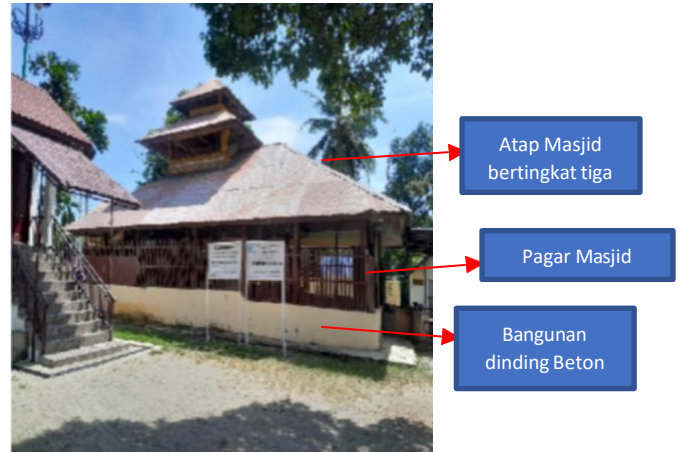 Atap Masjid
bertingkat tiga
Pagar Masjid
Bangunan
dinding Beton